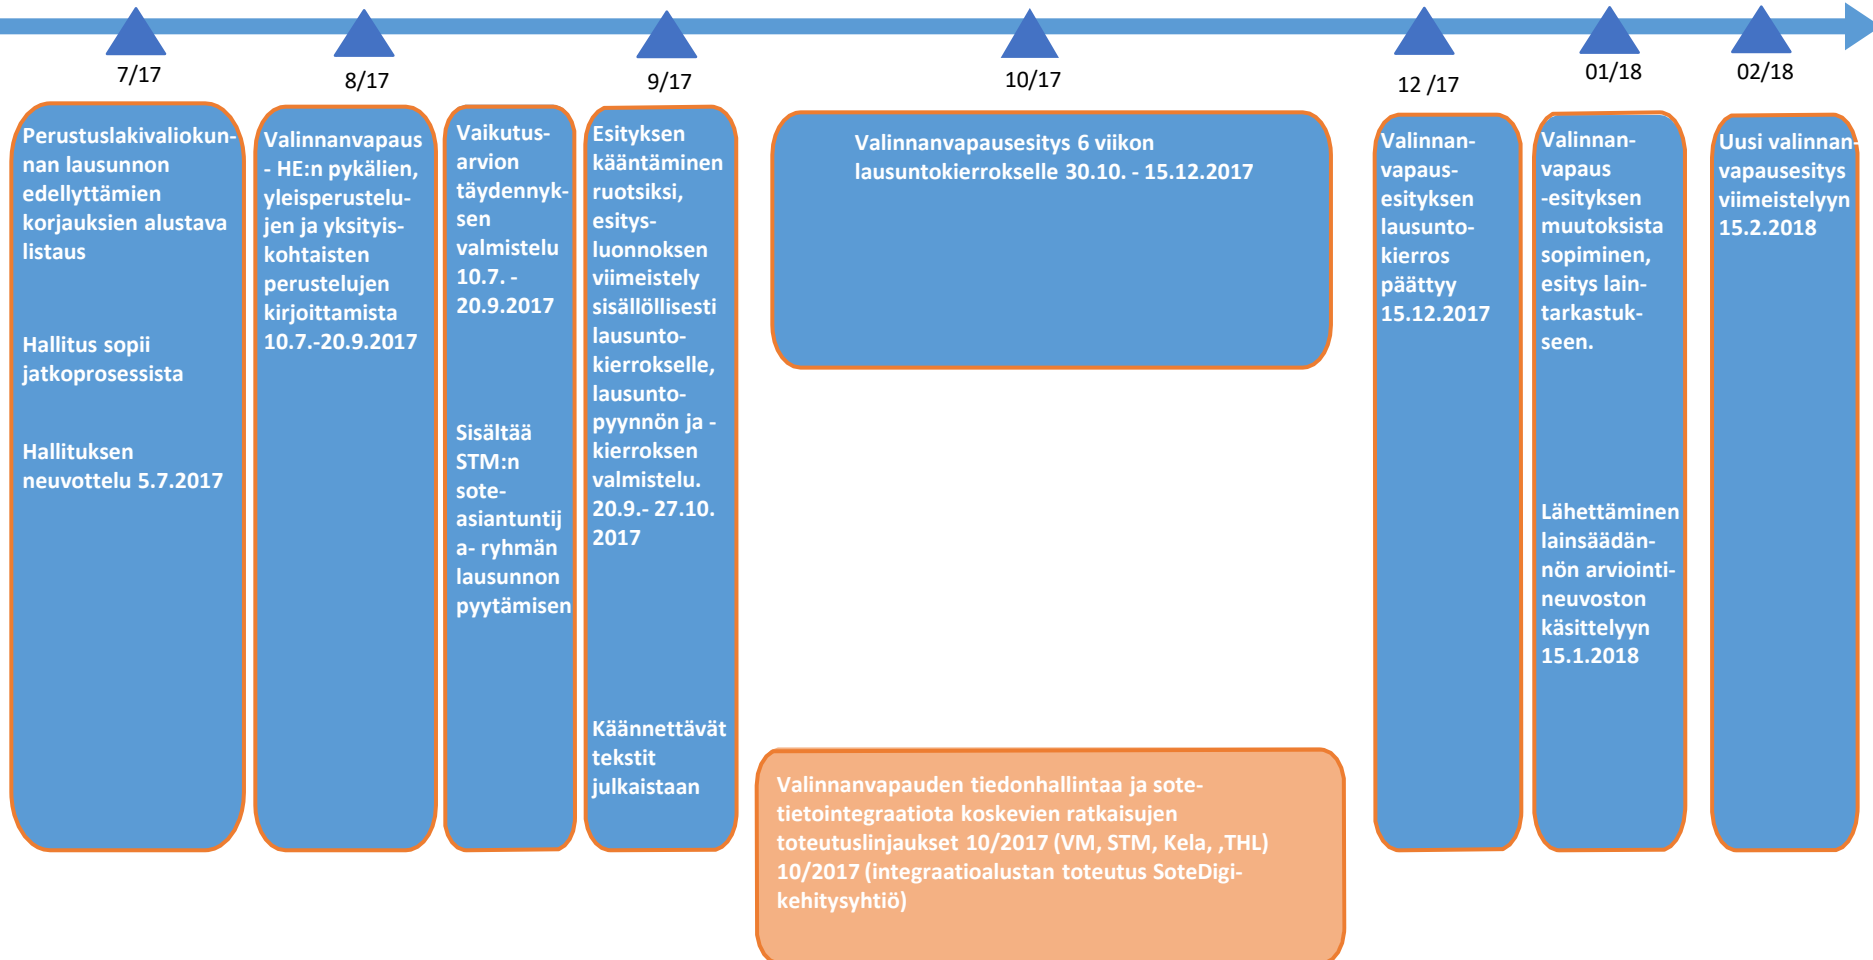 7/17
8/17
9/17
10/17
12 /17
01/18
02/18
Perustuslakivaliokun-
nan lausunnon
edellyttämien
korjauksien alustava
listaus
Hallitus sopii
jatkoprosessista
Hallituksen
neuvottelu 5.7.2017
Valinnanvapaus
- HE:n pykälien,
yleisperustelu-
jen ja yksityis-
kohtaisten
perustelujen
kirjoittamista
10.7.-20.9.2017
Vaikutus-
arvion
täydennyk-
sen
valmistelu
10.7. -
20.9.2017
Sisältää
STM:n
sote-
asiantuntij
a- ryhmän
lausunnon
pyytämisen
Esityksen
kääntäminen
ruotsiksi,
esitys-
luonnoksen
viimeistely
sisällöllisesti
lausunto-
kierrokselle,
lausunto-
pyynnön ja -
kierroksen
valmistelu.
20.9.- 27.10.
2017
Käännettävät
tekstit
julkaistaan
Valinnanvapausesitys 6 viikon
lausuntokierrokselle 30.10. - 15.12.2017
Valinnanvapauden tiedonhallintaa ja sote-
tietointegraatiota koskevien ratkaisujen
toteutuslinjaukset 10/2017 (VM, STM, Kela, ,THL)
10/2017 (integraatioalustan toteutus SoteDigi-
kehitysyhtiö)
Valinnan-
vapaus-
esityksen
lausunto-
kierros
päättyy
15.12.2017
Valinnan-
vapaus
-esityksen
muutoksista
sopiminen,
esitys lain-
tarkastuk-
seen.
Lähettäminen
lainsäädän-
nön arviointi-
neuvoston
käsittelyyn
15.1.2018
Uusi valinnan-
vapausesitys
viimeistelyyn
15.2.2018